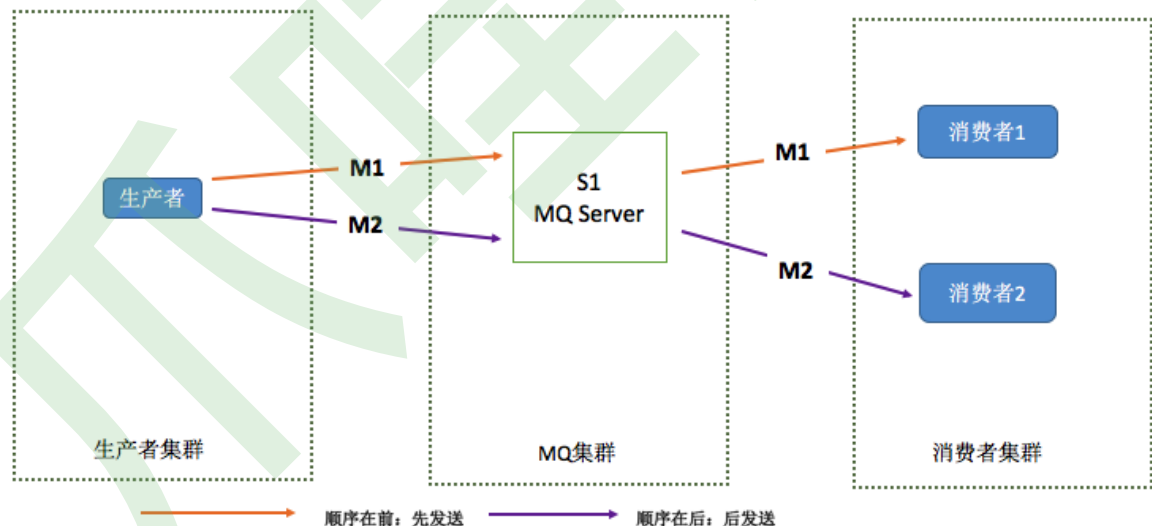 生产者
M1
M2
S1
MQ Server
M1
M2
消费者1
消费者2
生产者集群
MQ集群
消费者集群
顺序在前：先发送
顺序在后：后发送